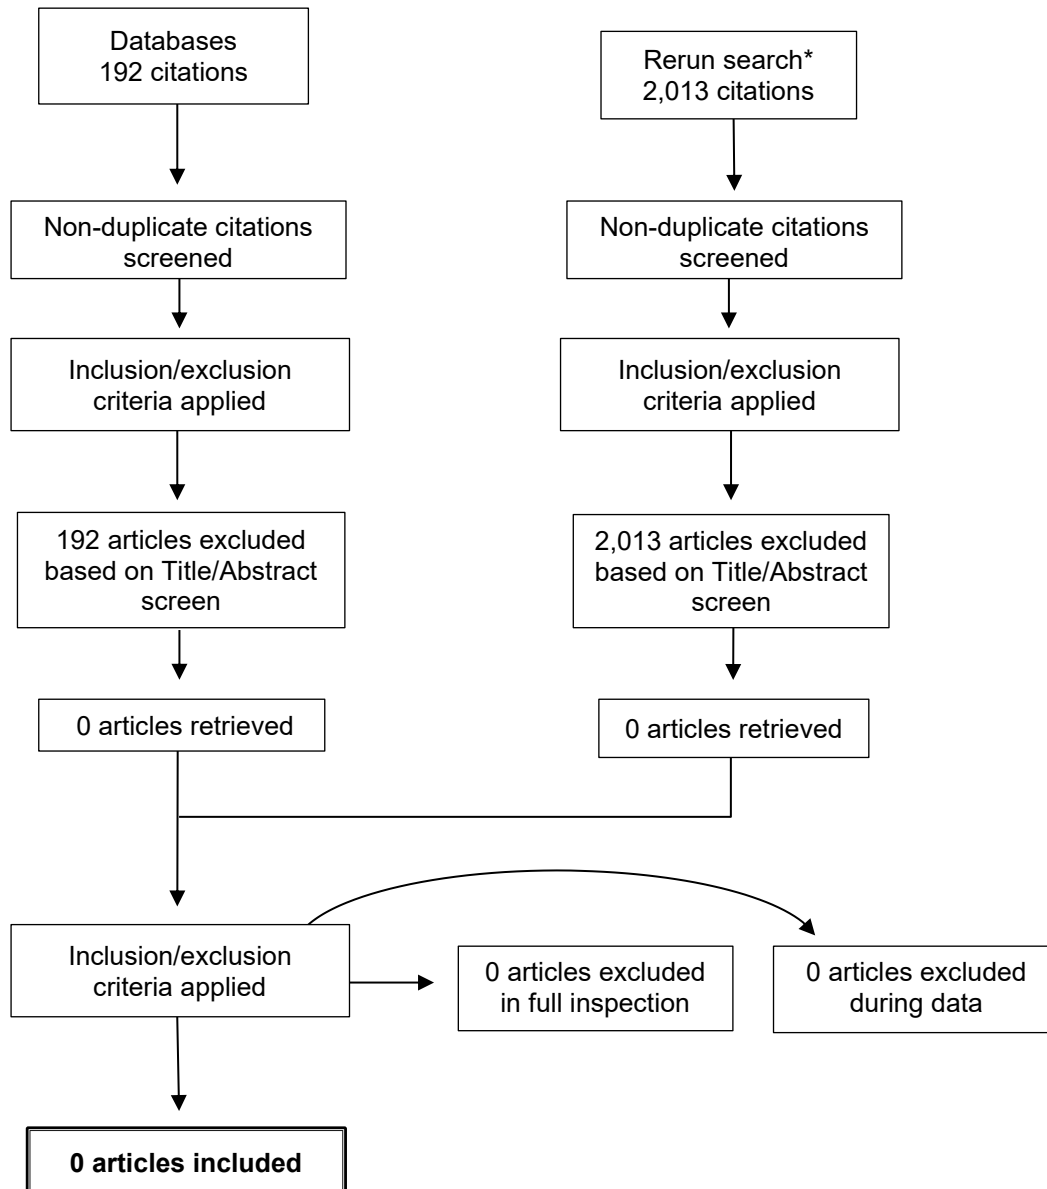 Databases
192 citations
Rerun search*
2,013 citations
Non-duplicate citations
screened
Non-duplicate citations
screened
Inclusion/exclusion
criteria applied
Inclusion/exclusion
criteria applied
192 articles excluded
based on Title/Abstract
screen
2,013 articles excluded
based on Title/Abstract
screen
0 articles retrieved
0 articles retrieved
Inclusion/exclusion
criteria applied
0 articles excluded
in full inspection
0 articles excluded
during data
0 articles included